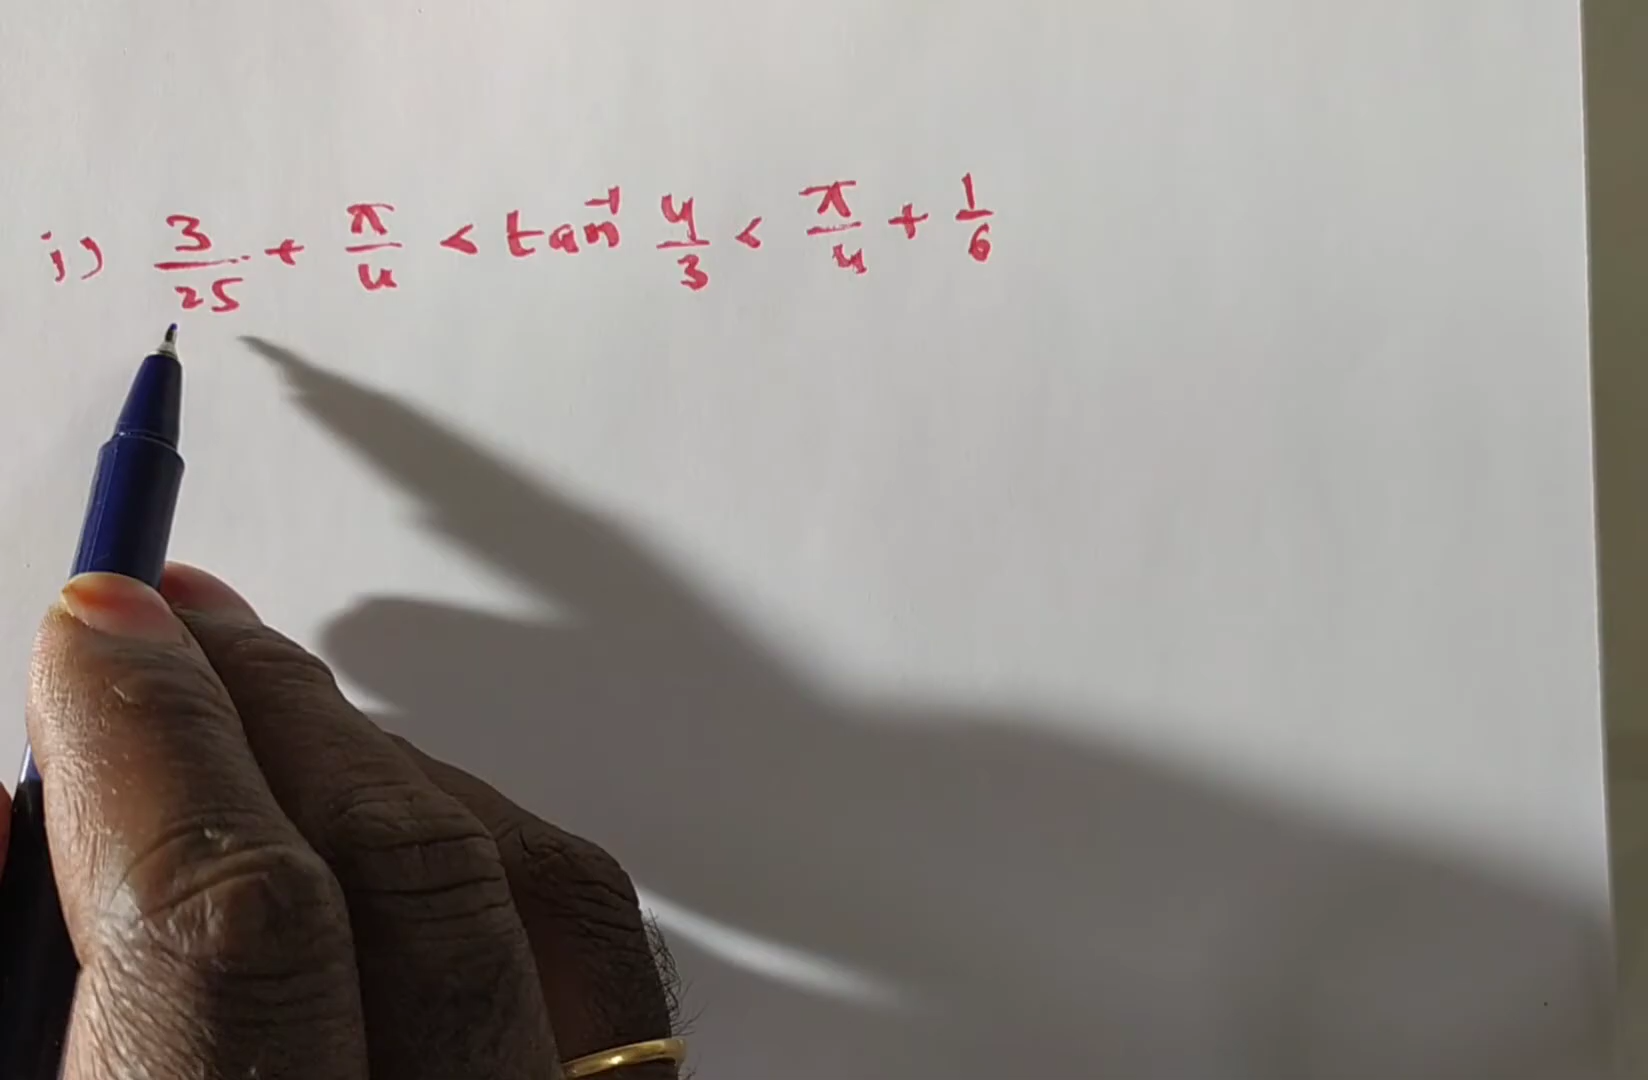 i) 3/25 + π/4 < tan⁻¹ 4/3 < π/4 + 1/6